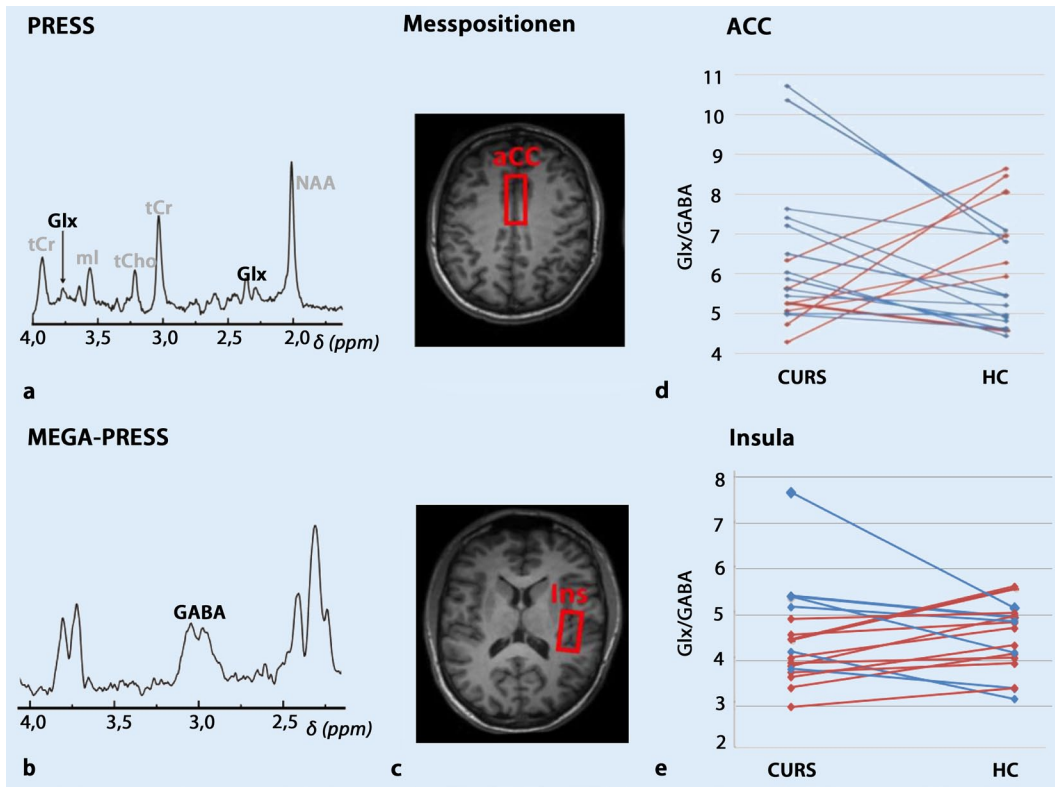 PRESS
Messpositionen
ACC
NAA
tCr
Glx
tCr
mI
tCho
Glx
4,0 3,5 3,0 2,5 2,0 δ (ppm)
a
aCC
Glx/GABA
11
10
9
8
7
6
5
4
CURS HC
d
MEGA-PRESS
Insula
GABA
4,0 3,5 3,0 2,5 δ (ppm)
b
Ins
c
Glx/GABA
8
7
6
5
4
3
2
CURS HC
e